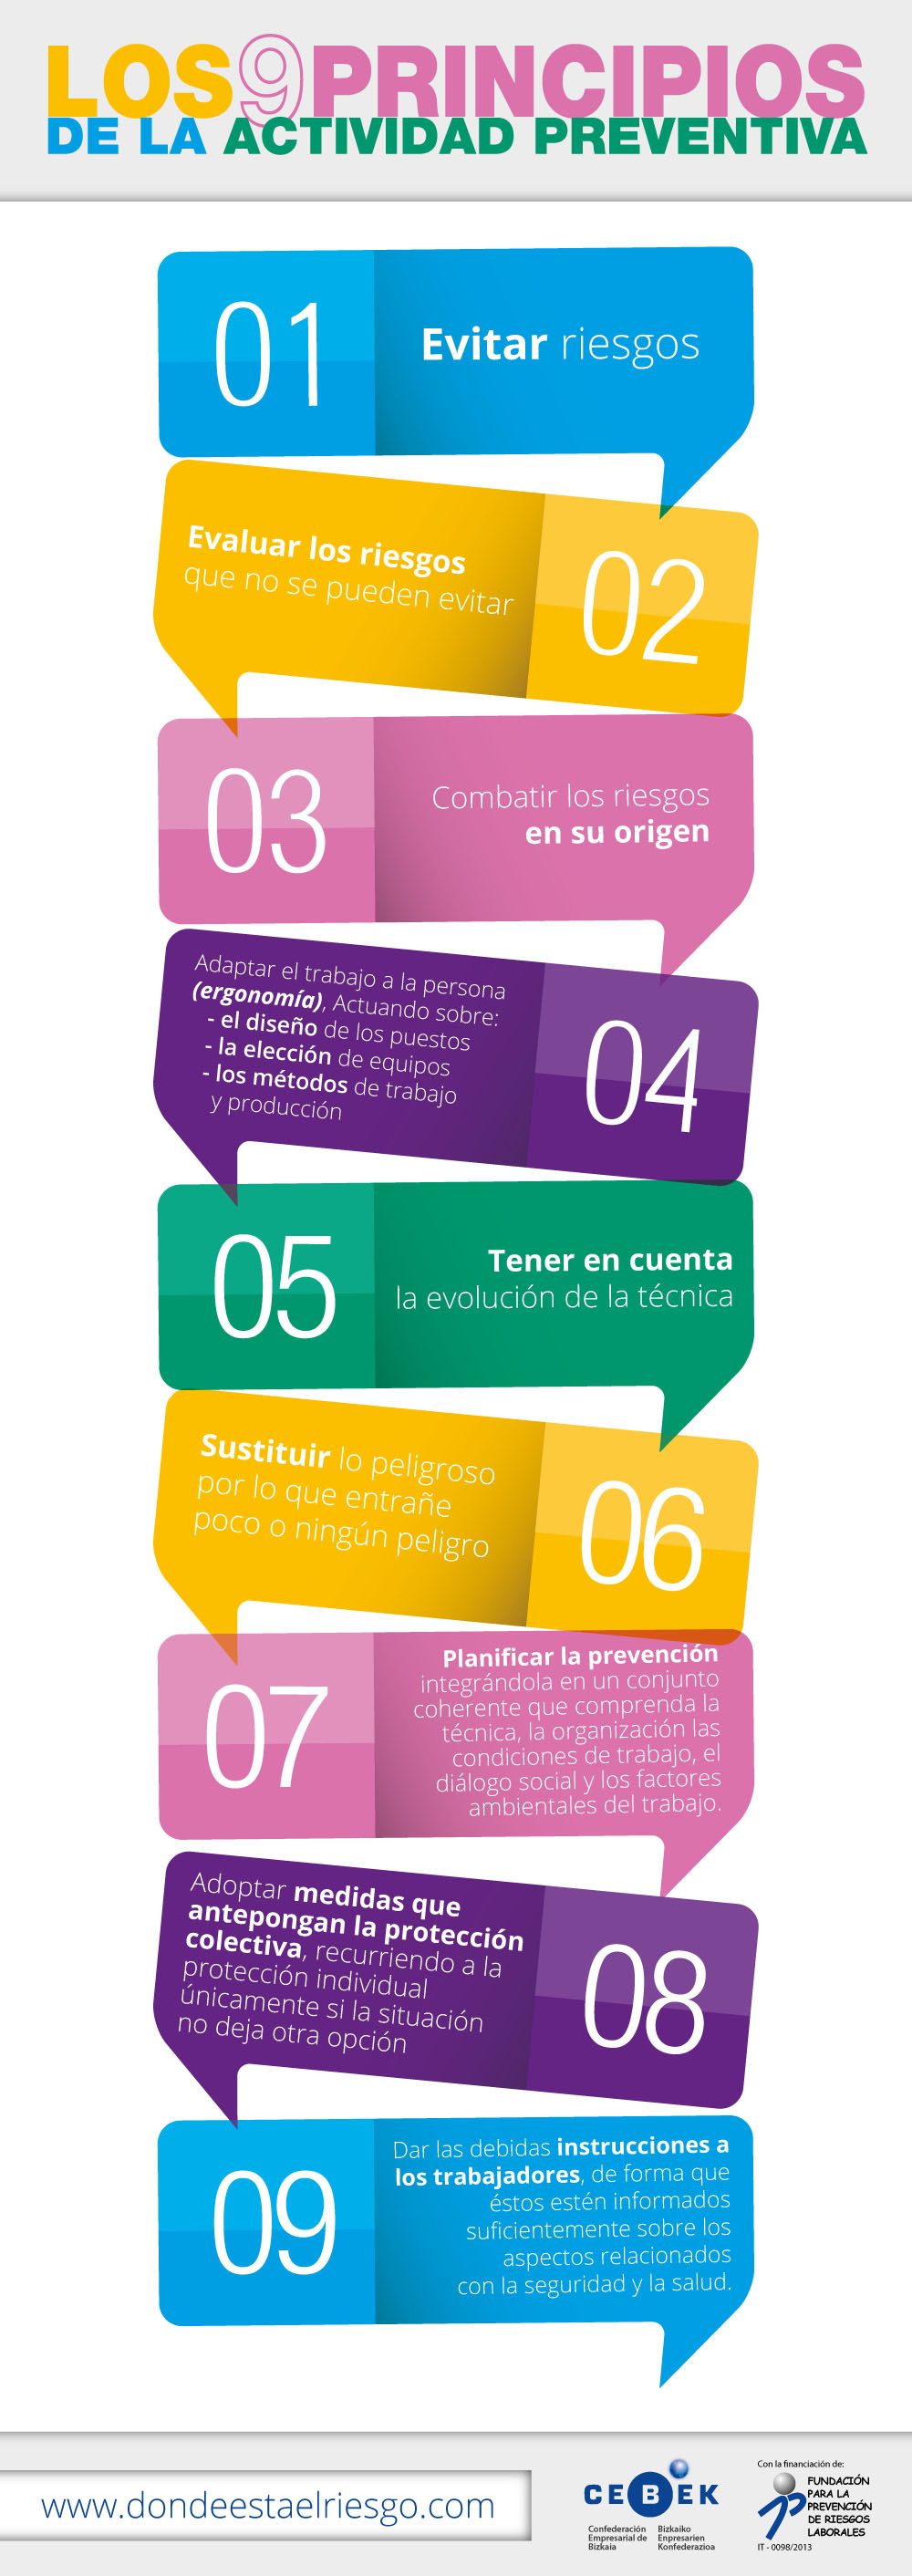 LOS 9 PRINCIPIOS
DE LA ACTIVIDAD PREVENTIVA
01
Evitar riesgos
Evaluar los riesgos
que no se pueden evitar
02
03
Combatir los riesgos
en su origen
Adaptar el trabajo a la persona
(ergonomía), Actuando sobre:
- el diseño de los puestos
- la elección de equipos
- los métodos de trabajo
y producción
04
05
Tener en cuenta
la evolución de la técnica
Sustituir lo peligroso
por lo que entrañe
poco o ningún peligro
06
07
Planificar la prevención
integrándola en un conjunto
coherente que comprenda la
técnica, la organización las
condiciones de trabajo, el
diálogo social y los factores
ambientales del trabajo.
Adoptar medidas que
antepongan la protección
colectiva, recurriendo a la
protección individual
únicamente si la situación
no deja otra opción
08
09
Dar las debidas instrucciones a
los trabajadores, de forma que
éstos estén informados
suficientemente sobre los
aspectos relacionados
con la seguridad y la salud.
www.dondeestaelriesgo.com
CEBEK
Confederación
Empresarial de
Bizkaia
Bizkaiko
Enpresarien
Konfederazioa
Con la financiación de:
FUNDACIÓN
PARA LA
PREVENCIÓN
DE RIESGOS
LABORALES
IT - 0098/2013